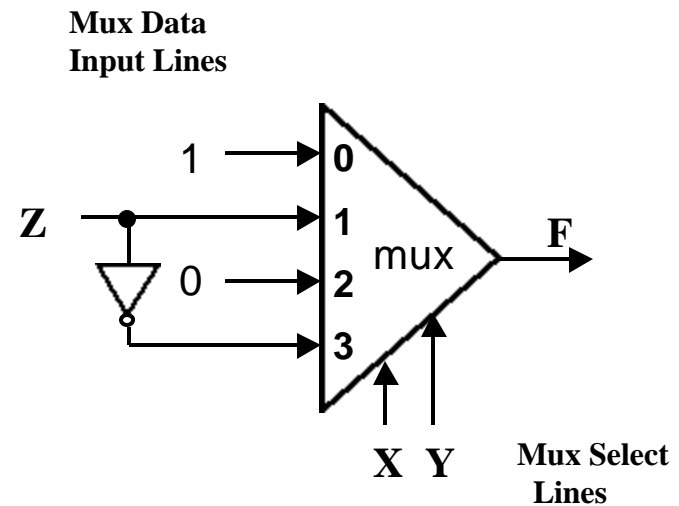 Mux Data
Input Lines
1
0
Z
1
F
mux
0
2
3
X Y
Mux Select
Lines